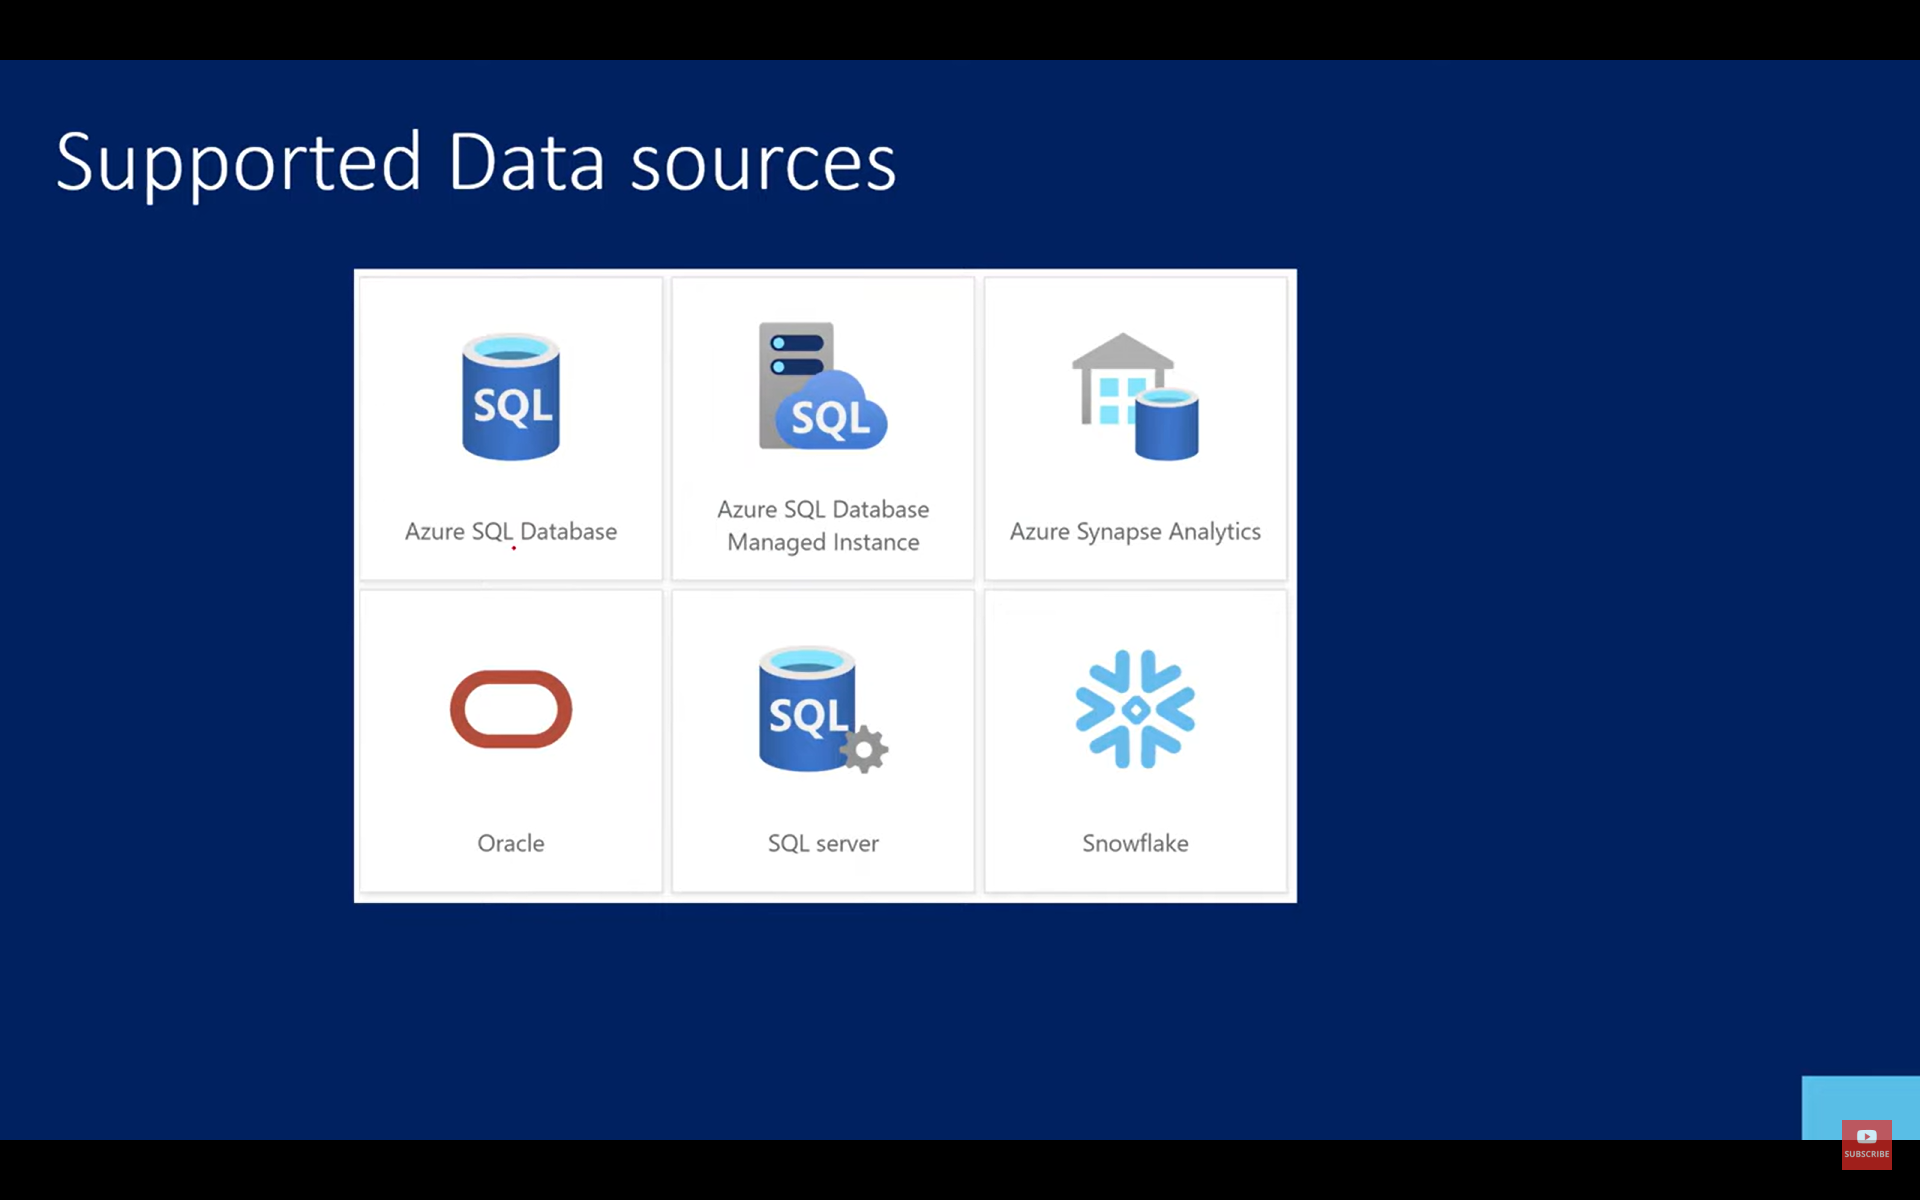 Supported Data sources
SQL
SQL
Azure SQL Database
Azure SQL Database
Managed Instance
Azure Synapse Analytics
SQL
Oracle
SQL server
Snowflake
SUBSCRIBE